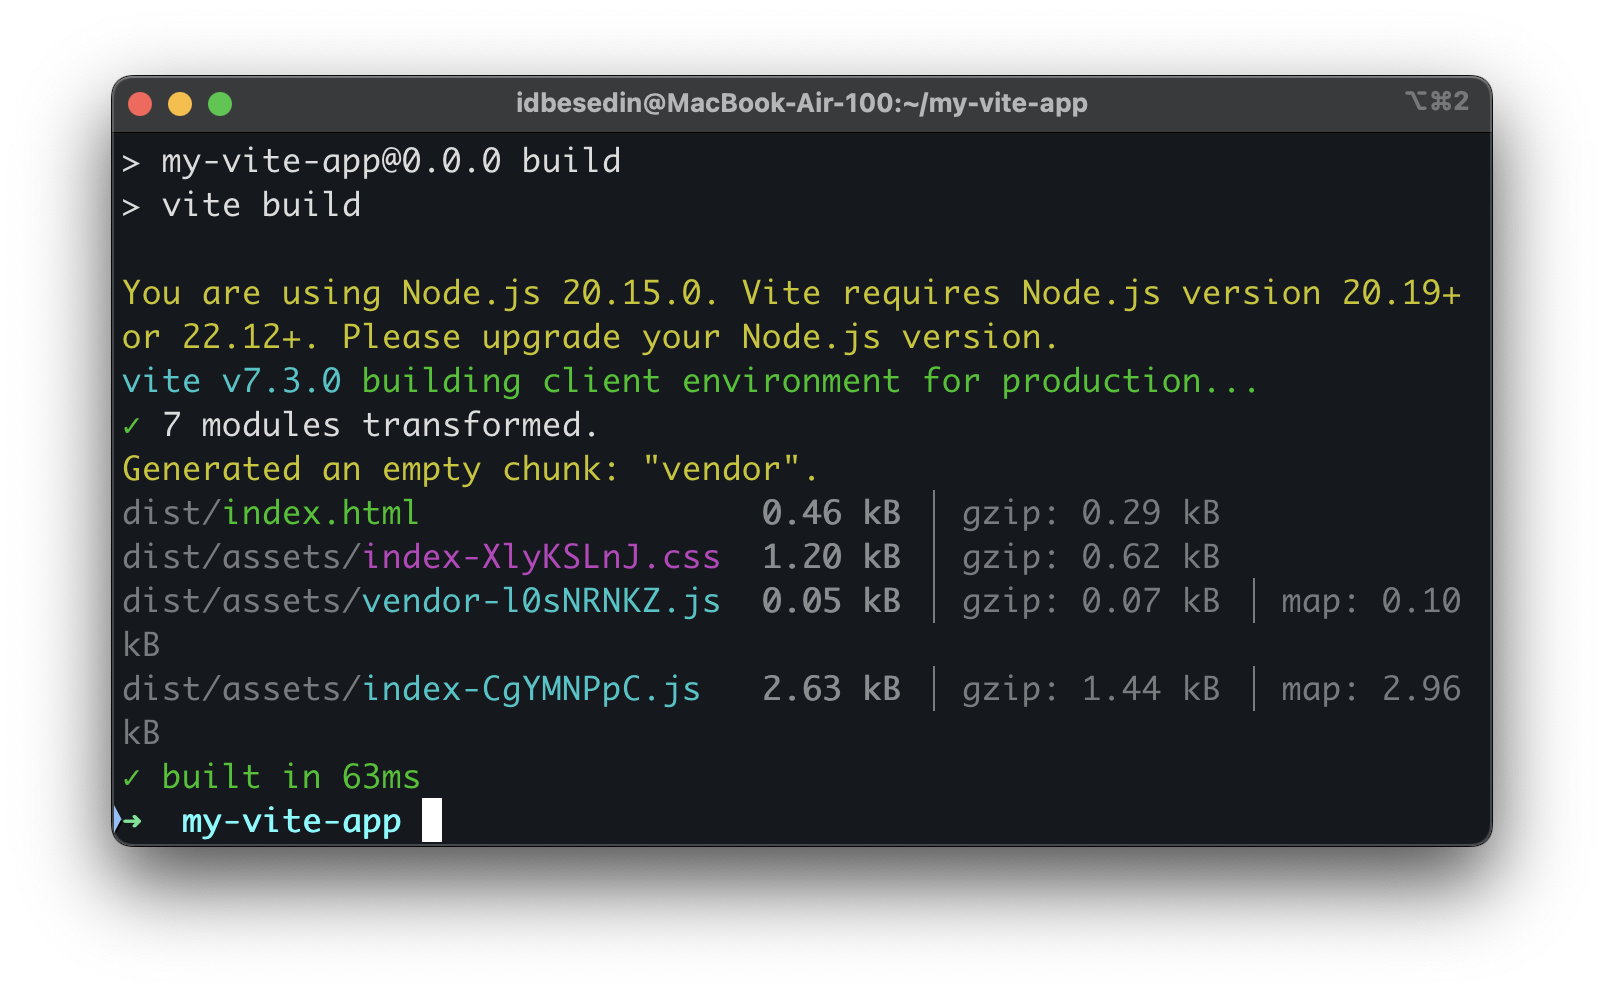 idbesedin@MacBook-Air-100:~/my-vite-app ⌥⌘2
> my-vite-app@0.0.0 build
> vite build
You are using Node.js 20.15.0. Vite requires Node.js version 20.19+
or 22.12+. Please upgrade your Node.js version.
vite v7.3.0 building client environment for production...
✓ 7 modules transformed.
Generated an empty chunk: "vendor".
dist/index.html                 0.46 kB │ gzip: 0.29 kB
dist/assets/index-XlyKSLnJ.css  1.20 kB │ gzip: 0.62 kB
dist/assets/vendor-l0sNRNKZ.js  0.05 kB │ gzip: 0.07 kB │ map: 0.10
kB
dist/assets/index-CgYMNPpC.js   2.63 kB │ gzip: 1.44 kB │ map: 2.96
kB
✓ built in 63ms
➜  my-vite-app